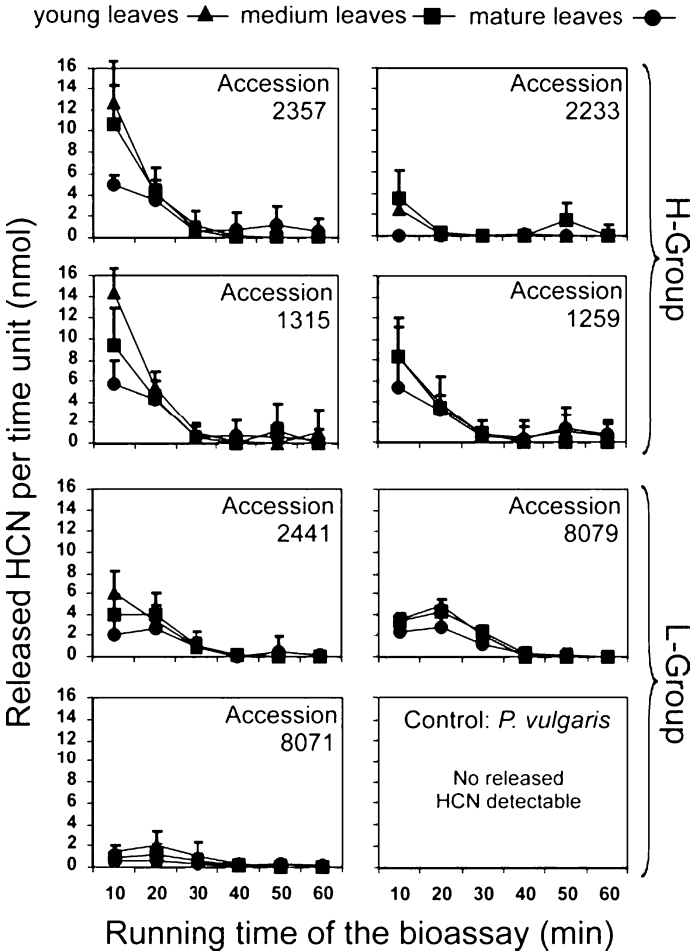 young leaves medium leaves mature leaves
Released HCN per time unit (nmol)
16
14
12
10
8
6
4
2
0
Accession
2357
Accession
2233
H-Group
16
14
12
10
8
6
4
2
0
Accession
1315
Accession
1259
16
14
12
10
8
6
4
2
0
Accession
2441
Accession
8079
L-Group
16
14
12
10
8
6
4
2
0
Accession
8071
Control: P. vulgaris
No released
HCN detectable
10 20 30 40 50 60
10 20 30 40 50 60
Running time of the bioassay (min)